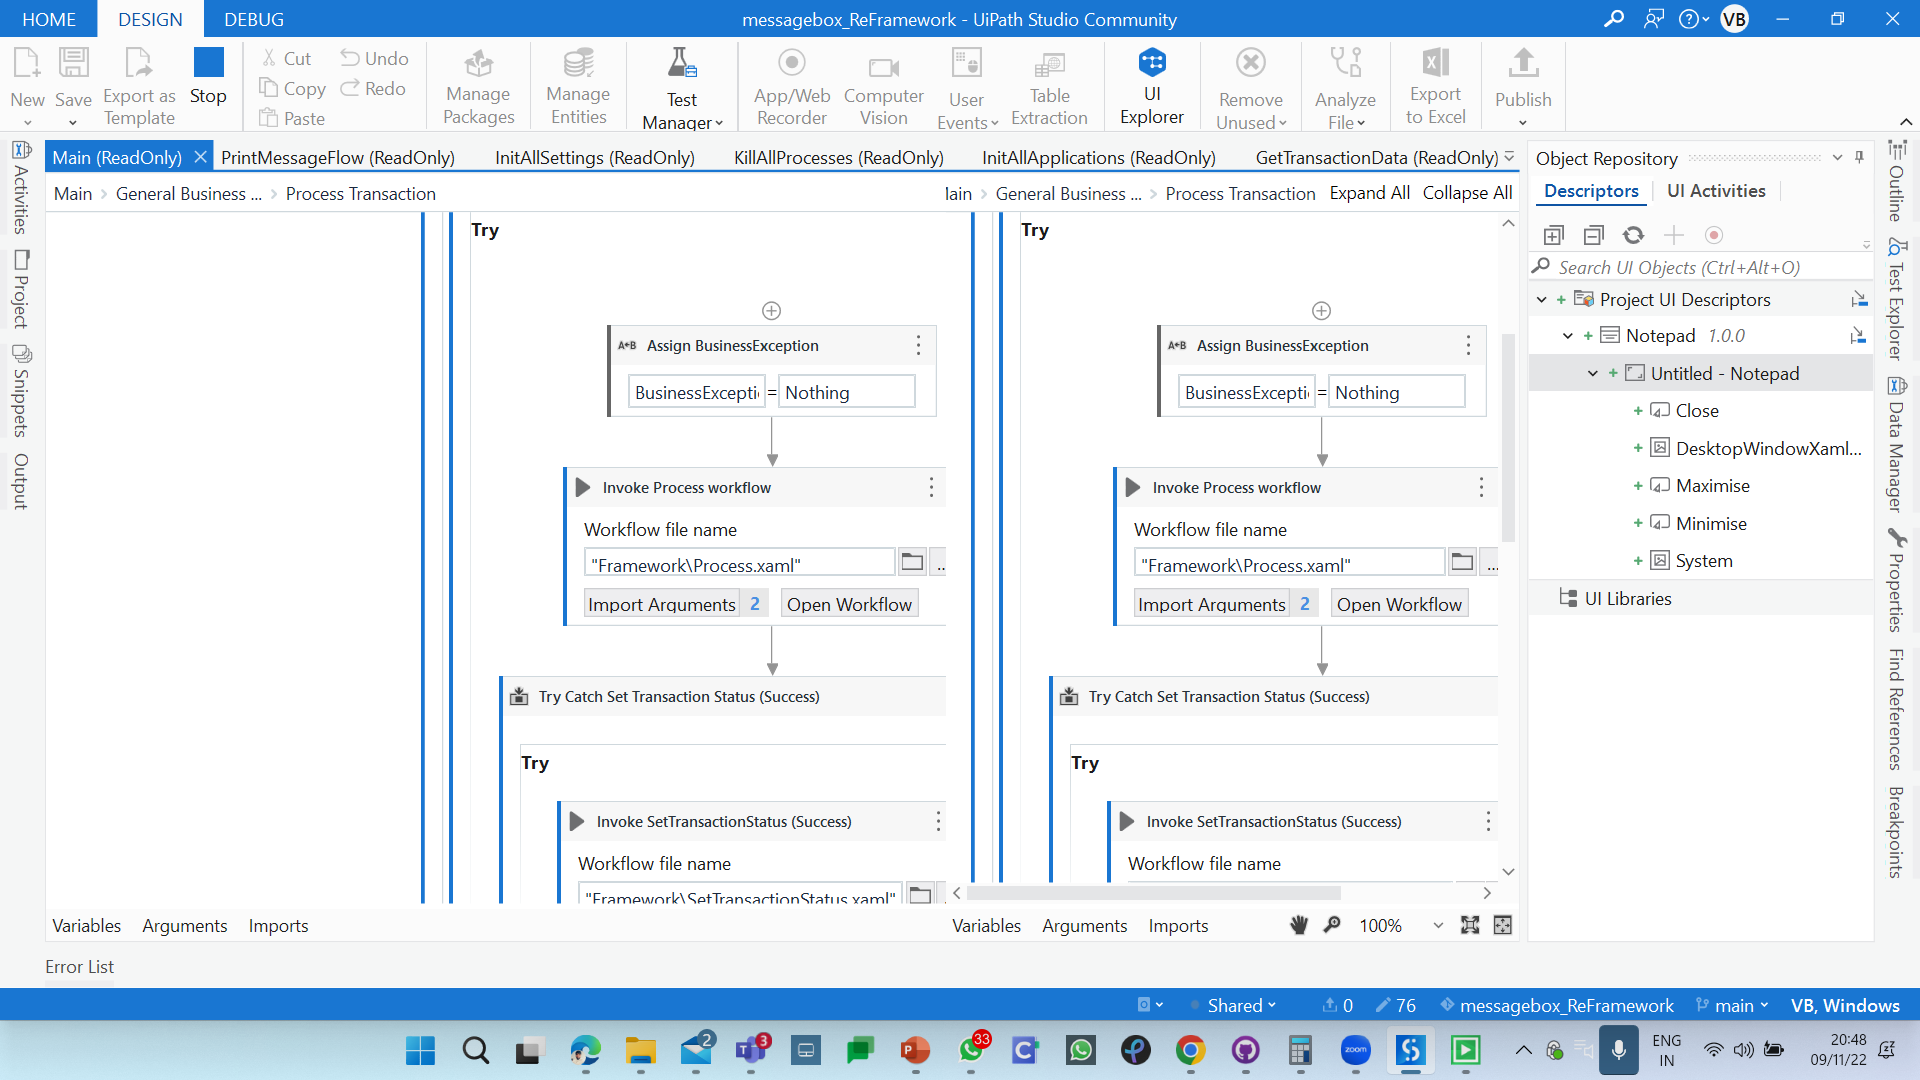 HOME DESIGN DEBUG messagebox_ReFramework - UiPath Studio Community VB
New Save Export as Template Stop
Cut Copy Paste Undo Redo
Manage Packages Manage Entities Test Manager
App/Web Recorder Computer Vision User Events Table Extraction UI Explorer
Remove Unused Analyze File Export to Excel Publish
Main (ReadOnly) PrintMessageFlow (ReadOnly) InitAllSettings (ReadOnly) KillAllProcesses (ReadOnly) InitAllApplications (ReadOnly) GetTransactionData (ReadOnly)
Main > General Business ... > Process Transaction
lain > General Business ... > Process Transaction Expand All Collapse All
Activities
Project
Snippets
Output
Try
A←B Assign BusinessException
BusinessExcepti = Nothing
Invoke Process workflow
Workflow file name
"Framework\Process.xaml" ..
Import Arguments 2 Open Workflow
Try Catch Set Transaction Status (Success)
Try
Invoke SetTransactionStatus (Success)
Workflow file name
"Framework\SetTransactionStatus.xaml"
Variables Arguments Imports
Try
A←B Assign BusinessException
BusinessExcepti = Nothing
Invoke Process workflow
Workflow file name
"Framework\Process.xaml" ...
Import Arguments 2 Open Workflow
Try Catch Set Transaction Status (Success)
Try
Invoke SetTransactionStatus (Success)
Workflow file name
Variables Arguments Imports 100%
Object Repository
Descriptors UI Activities
Search UI Objects (Ctrl+Alt+O)
Project UI Descriptors
Notepad 1.0.0
Untitled - Notepad
Close
DesktopWindowXaml...
Maximise
Minimise
System
UI Libraries
Outline
Test Explorer
Data Manager
Properties
Find References
Breakpoints
Error List
Shared 0 76 messagebox_ReFramework main VB, Windows
2 3 33 zoom ENG IN 20:48 09/11/22